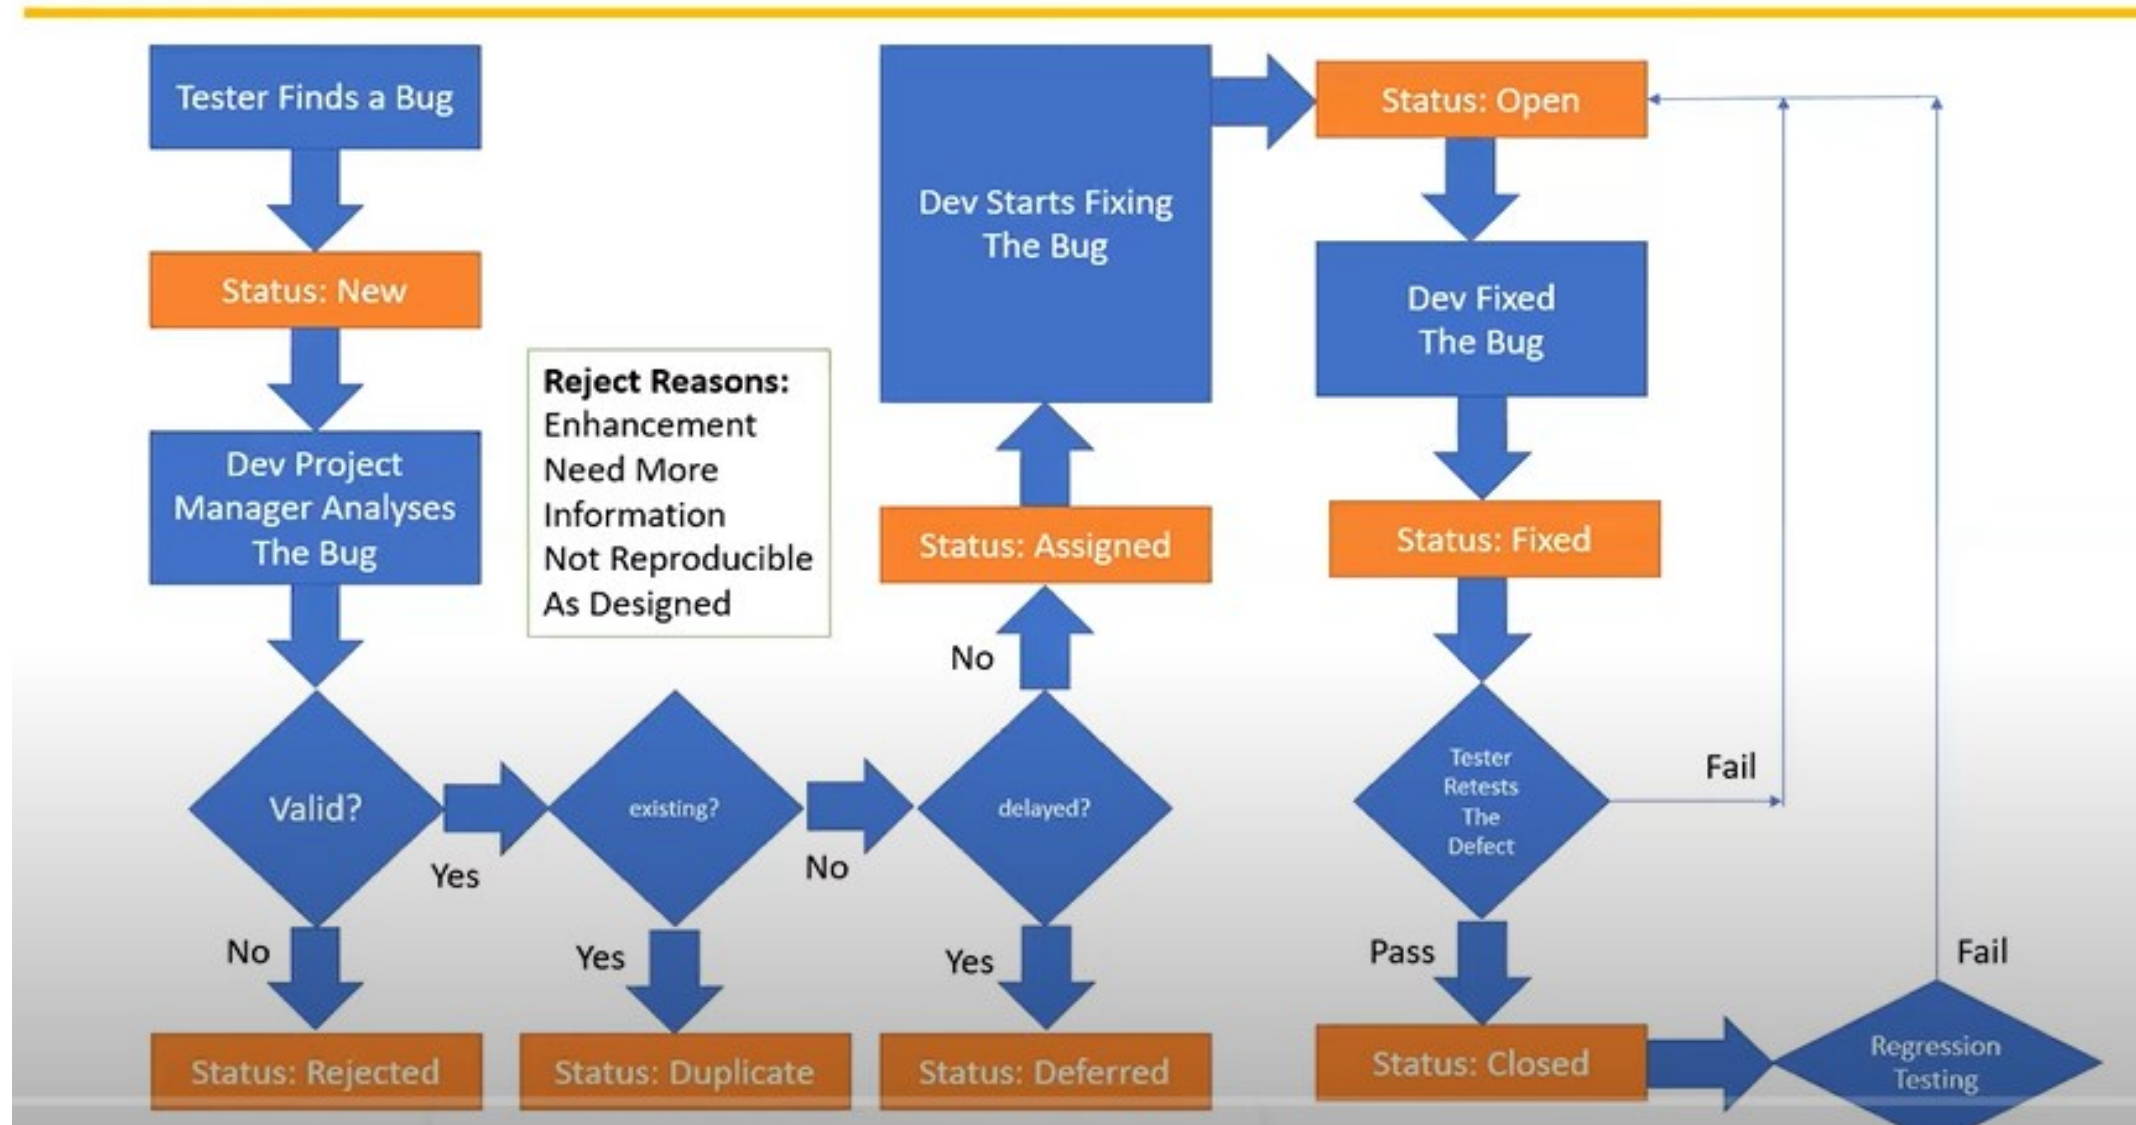 Tester Finds a Bug
Status: New
Dev Project
Manager Analyses
The Bug
Valid?
Yes
No
Status: Rejected
Reject Reasons:
Enhancement
Need More
Information
Not Reproducible
As Designed
existing?
No
Yes
Status: Duplicate
delayed?
No
Yes
Status: Deferred
Status: Assigned
Dev Starts Fixing
The Bug
Status: Open
Dev Fixed
The Bug
Status: Fixed
Tester
Retests
The
Defect
Fail
Pass
Status: Closed
Regression
Testing
Fail